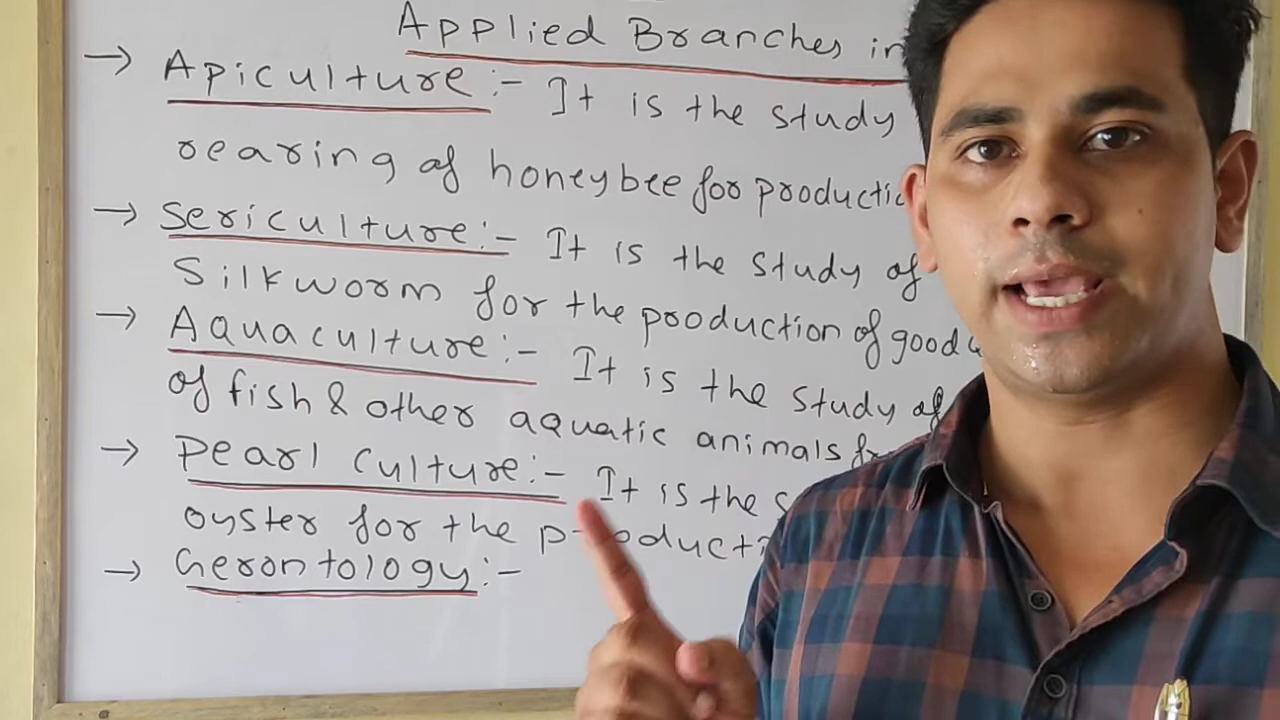 Applied Branches in
→ Apiculture :- It is the study
rearing of honeybee for
→ Sericulture :- It is the study of
Silkworm for the production of good
→ Aquaculture :- It is the study of
of fish & other aquatic animals
→ Pearl Culture :- It is the
oyster for the
→ Gerontology :-